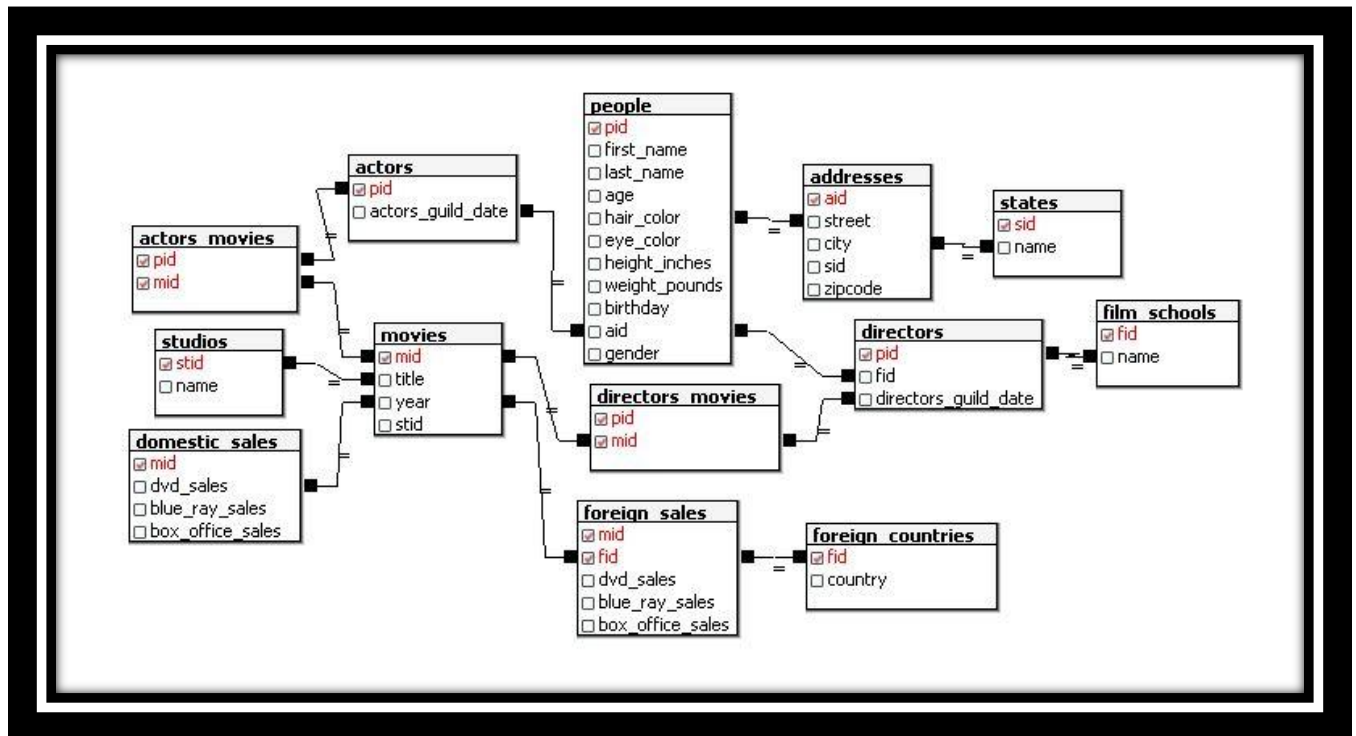 people
pid
first_name
last_name
age
hair_color
eye_color
height_inches
weight_pounds
birthday
aid
gender
actors
pid
actors_guild_date
addresses
aid
street
city
sid
zipcode
states
sid
name
actors_movies
pid
mid
studios
stid
name
movies
mid
title
year
stid
directors
pid
fid
directors_guild_date
film_schools
fid
name
directors_movies
pid
mid
domestic_sales
mid
dvd_sales
blue_ray_sales
box_office_sales
foreign_sales
mid
fid
dvd_sales
blue_ray_sales
box_office_sales
foreign_countries
fid
country